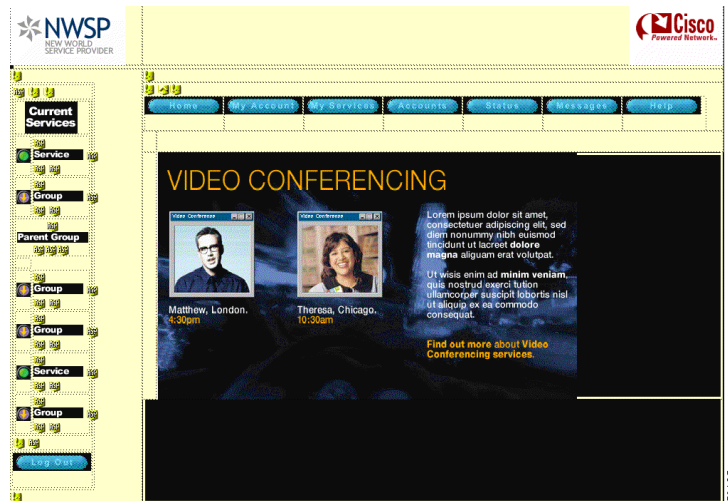 NWSP
NEW WORLD
SERVICE PROVIDER
Cisco
Powered Network.
Home
My Account
My Services
Accounts
Status
Messages
Help
Current
Services
Service
Group
Parent Group
Group
Group
Service
Group
Log Out
VIDEO CONFERENCING
Video Conference
Matthew, London.
4:30pm
Video Conference
Theresa, Chicago.
10:30am
Lorem ipsum dolor sit amet,
consectetuer adipiscing elit, sed
diem nonummy nibh euismod
tincidunt ut lacreet dolore
magna aliguam erat volutpat.
Ut wisis enim ad minim veniam,
quis nostrud exerci tution
ullamcorper suscipit lobortis nisl
ut aliquip ex ea commodo
consequat.
Find out more about Video
Conferencing services.